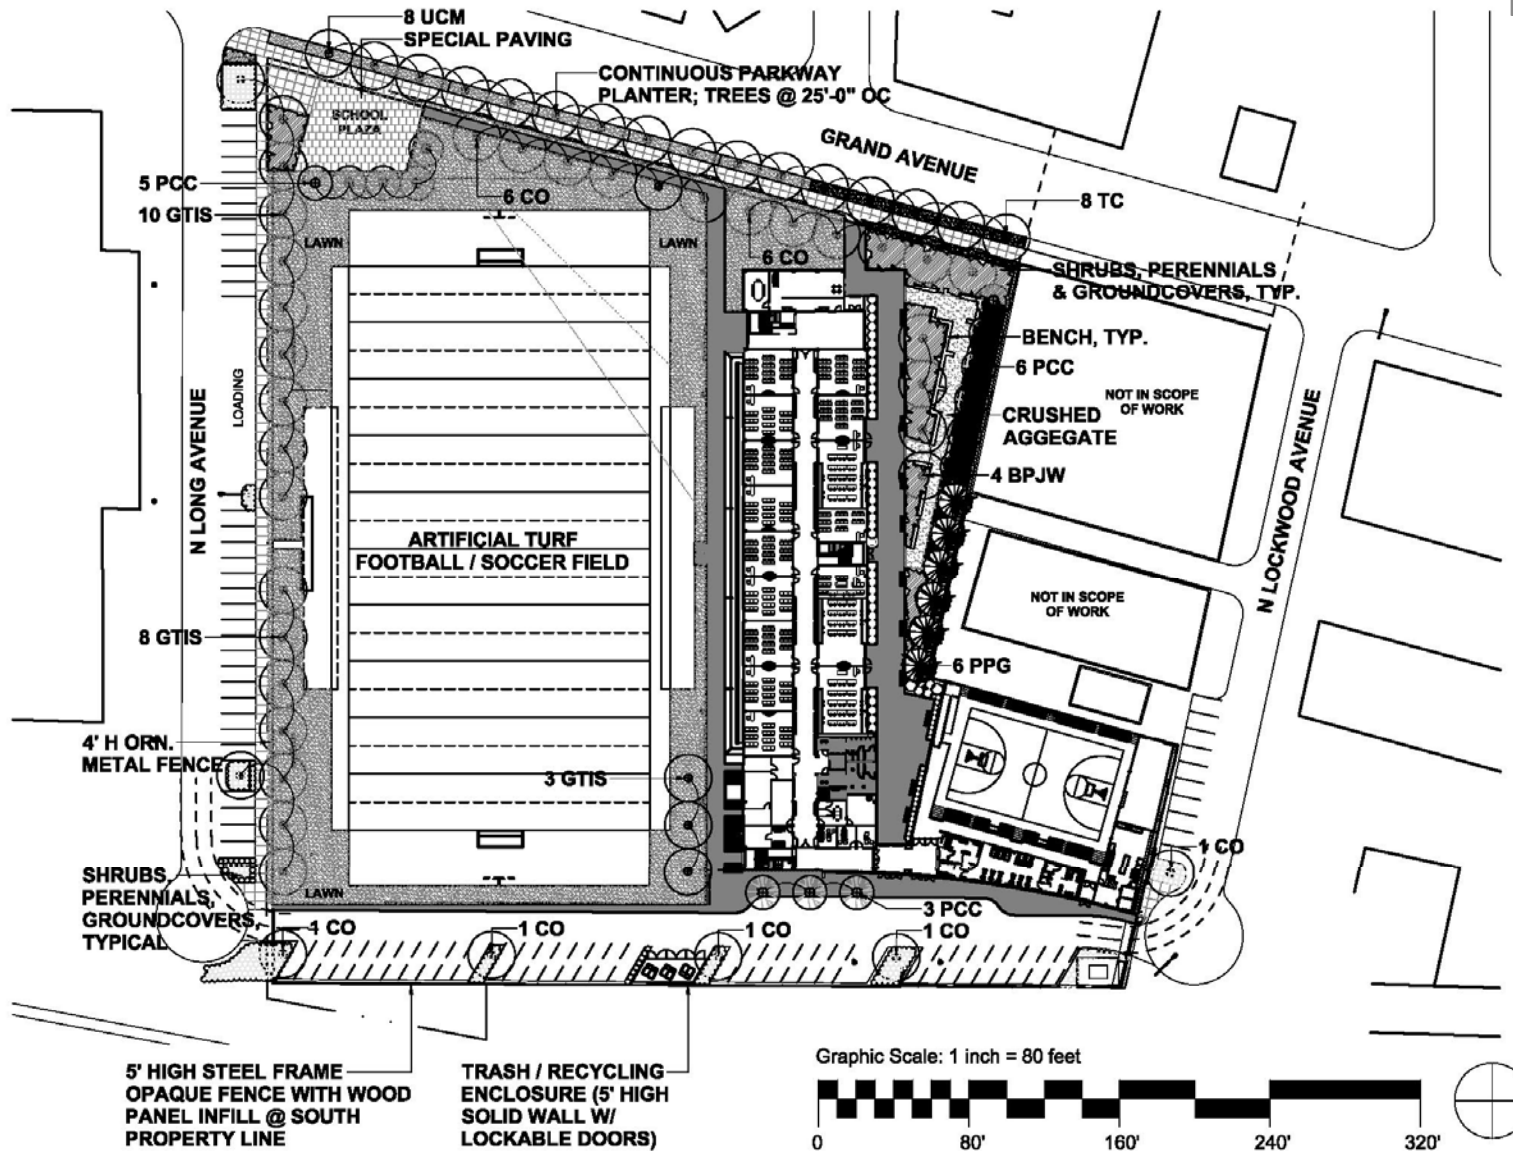 8 UCM
SPECIAL PAVING
CONTINUOUS PARKWAY
PLANTER; TREES @ 25'-0" OC
SCHOOL
PLAZA
GRAND AVENUE
5 PCC
10 GTIS
6 CO
8 TC
LAWN
LAWN
6 CO
SHRUBS, PERENNIALS
& GROUNDCOVERS, TYP.
BENCH, TYP.
6 PCC
NOT IN SCOPE
OF WORK
CRUSHED
AGGEGATE
LOADING
N LONG AVENUE
4 BPJW
N LOCKWOOD AVENUE
ARTIFICIAL TURF
FOOTBALL / SOCCER FIELD
NOT IN SCOPE
OF WORK
8 GTIS
6 PPG
4' H ORN.
METAL FENCE
3 GTIS
1 CO
SHRUBS,
PERENNIALS,
GROUNDCOVERS,
TYPICAL
LAWN
3 PCC
1 CO
1 CO
1 CO
1 CO
5' HIGH STEEL FRAME
OPAQUE FENCE WITH WOOD
PANEL INFILL @ SOUTH
PROPERTY LINE
TRASH / RECYCLING
ENCLOSURE (5' HIGH
SOLID WALL W/
LOCKABLE DOORS)
Graphic Scale: 1 inch = 80 feet
0 80' 160' 240' 320'